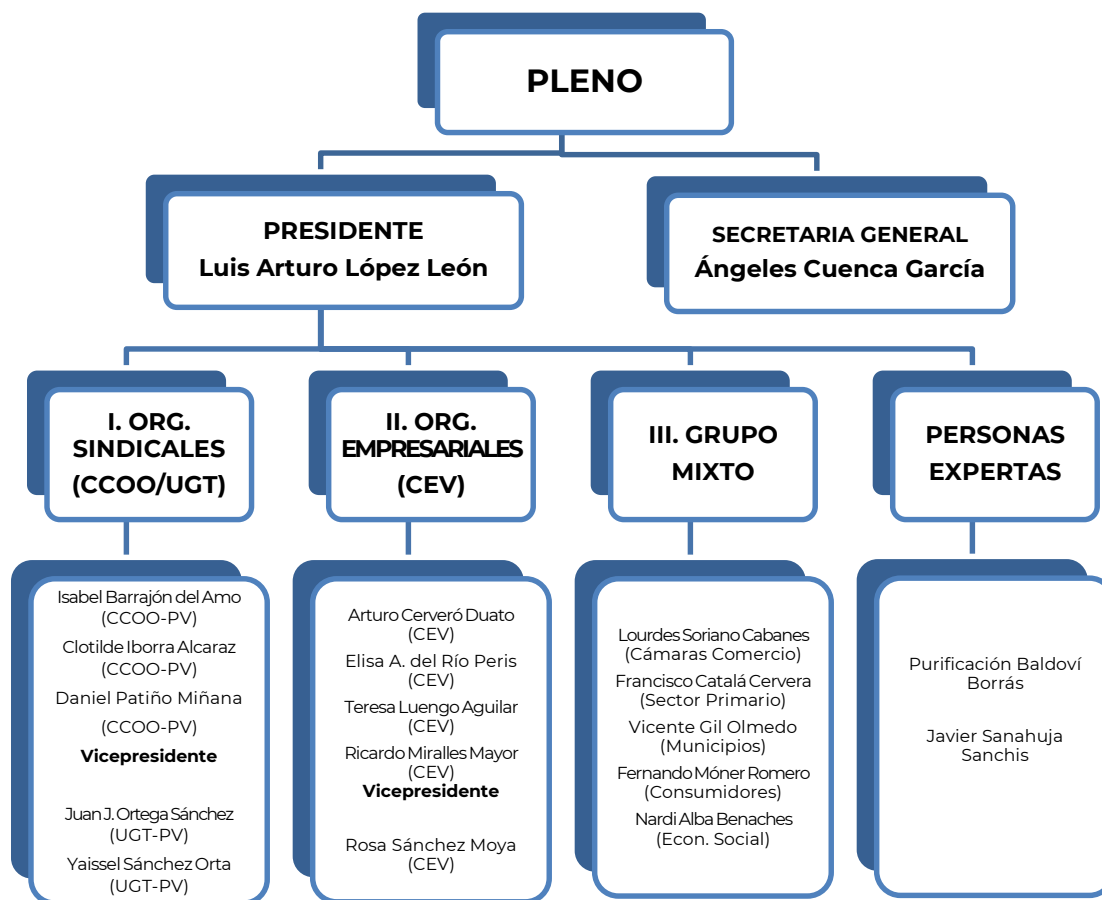 PLENO
PRESIDENTE
Luis Arturo López León
SECRETARIA GENERAL
Ángeles Cuenca García
I. ORG.
SINDICALES
(CCOO/UGT)
II. ORG.
EMPRESARIALES
(CEV)
III. GRUPO
MIXTO
PERSONAS
EXPERTAS
Isabel Barrajón del Amo
(CCOO-PV)
Clotilde Iborra Alcaraz
(CCOO-PV)
Daniel Patiño Miñana
(CCOO-PV)
Vicepresidente
Juan J. Ortega Sánchez
(UGT-PV)
Yaissel Sánchez Orta
(UGT-PV)
Arturo Cerveró Duato
(CEV)
Elisa A. del Río Peris
(CEV)
Teresa Luengo Aguilar
(CEV)
Ricardo Miralles Mayor
(CEV)
Vicepresidente
Rosa Sánchez Moya
(CEV)
Lourdes Soriano Cabanes
(Cámaras Comercio)
Francisco Catalá Cervera
(Sector Primario)
Vicente Gil Olmedo
(Municipios)
Fernando Móner Romero
(Consumidores)
Nardi Alba Benaches
(Econ. Social)
Purificación Baldoví
Borrás
Javier Sanahuja
Sanchis